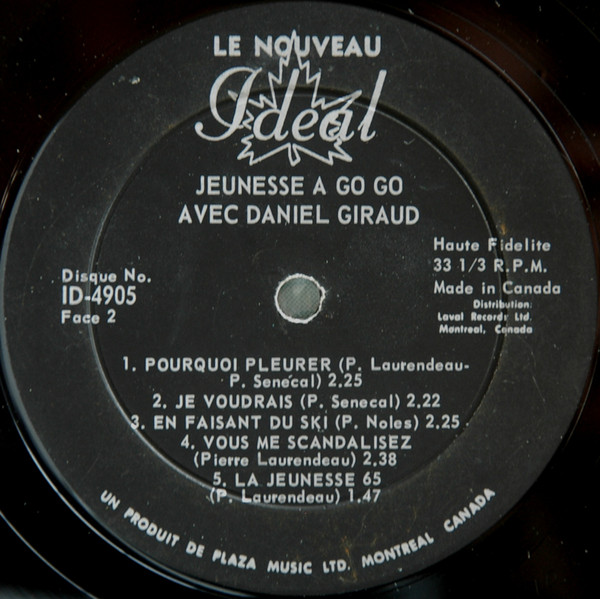 LE NOUVEAU
Idéal
JEUNESSE A GO GO
AVEC DANIEL GIRAUD
Disque No.
ID-4905
Face 2
Haute Fidelite
33 1/3 R.P.M.
Made in Canada
Distribution:
Laval Records Ltd.
Montreal, Canada
1. POURQUOI PLEURER (P. Laurendeau-
P. Senécal) 2,25
2. JE VOUDRAIS (P. Senecal) 2,22
3. EN FAISANT DU SKI (P. Noles) 2,25
4. VOUS ME SCANDALISEZ
(Pierre Laurendeau) 2,38
5. LA JEUNESSE 65
(P. Laurendeau) 1,47
UN PRODUIT DE PLAZA MUSIC LTD. MONTREAL CANADA